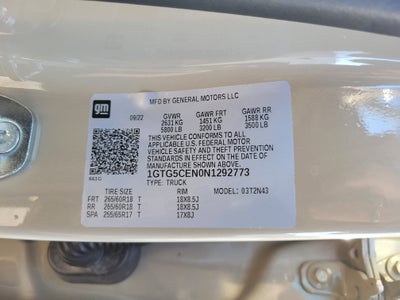 gm
MFD BY GENERAL MOTORS LLC
09/22 GVWR GAWR FRT GAWR RR
2631 KG 1451 KG 1588 KG
5800 LB 3200 LB 3500 LB
THIS VEHICLE CONFORMS TO ALL
APPLICABLE U.S. FEDERAL MOTOR
VEHICLE SAFETY STANDARDS IN
EFFECT ON THE DATE OF
MANUFACTURE SHOWN ABOVE.
1GTG5CEN0N1292773
TYPE: TRUCK MODEL: 03T2N43
TIRE SIZE RIM
FRT 265/60R18 T 18X8.5J
RR 265/60R18 T 18X8.5J
SPA 255/65R17 T 17X8J